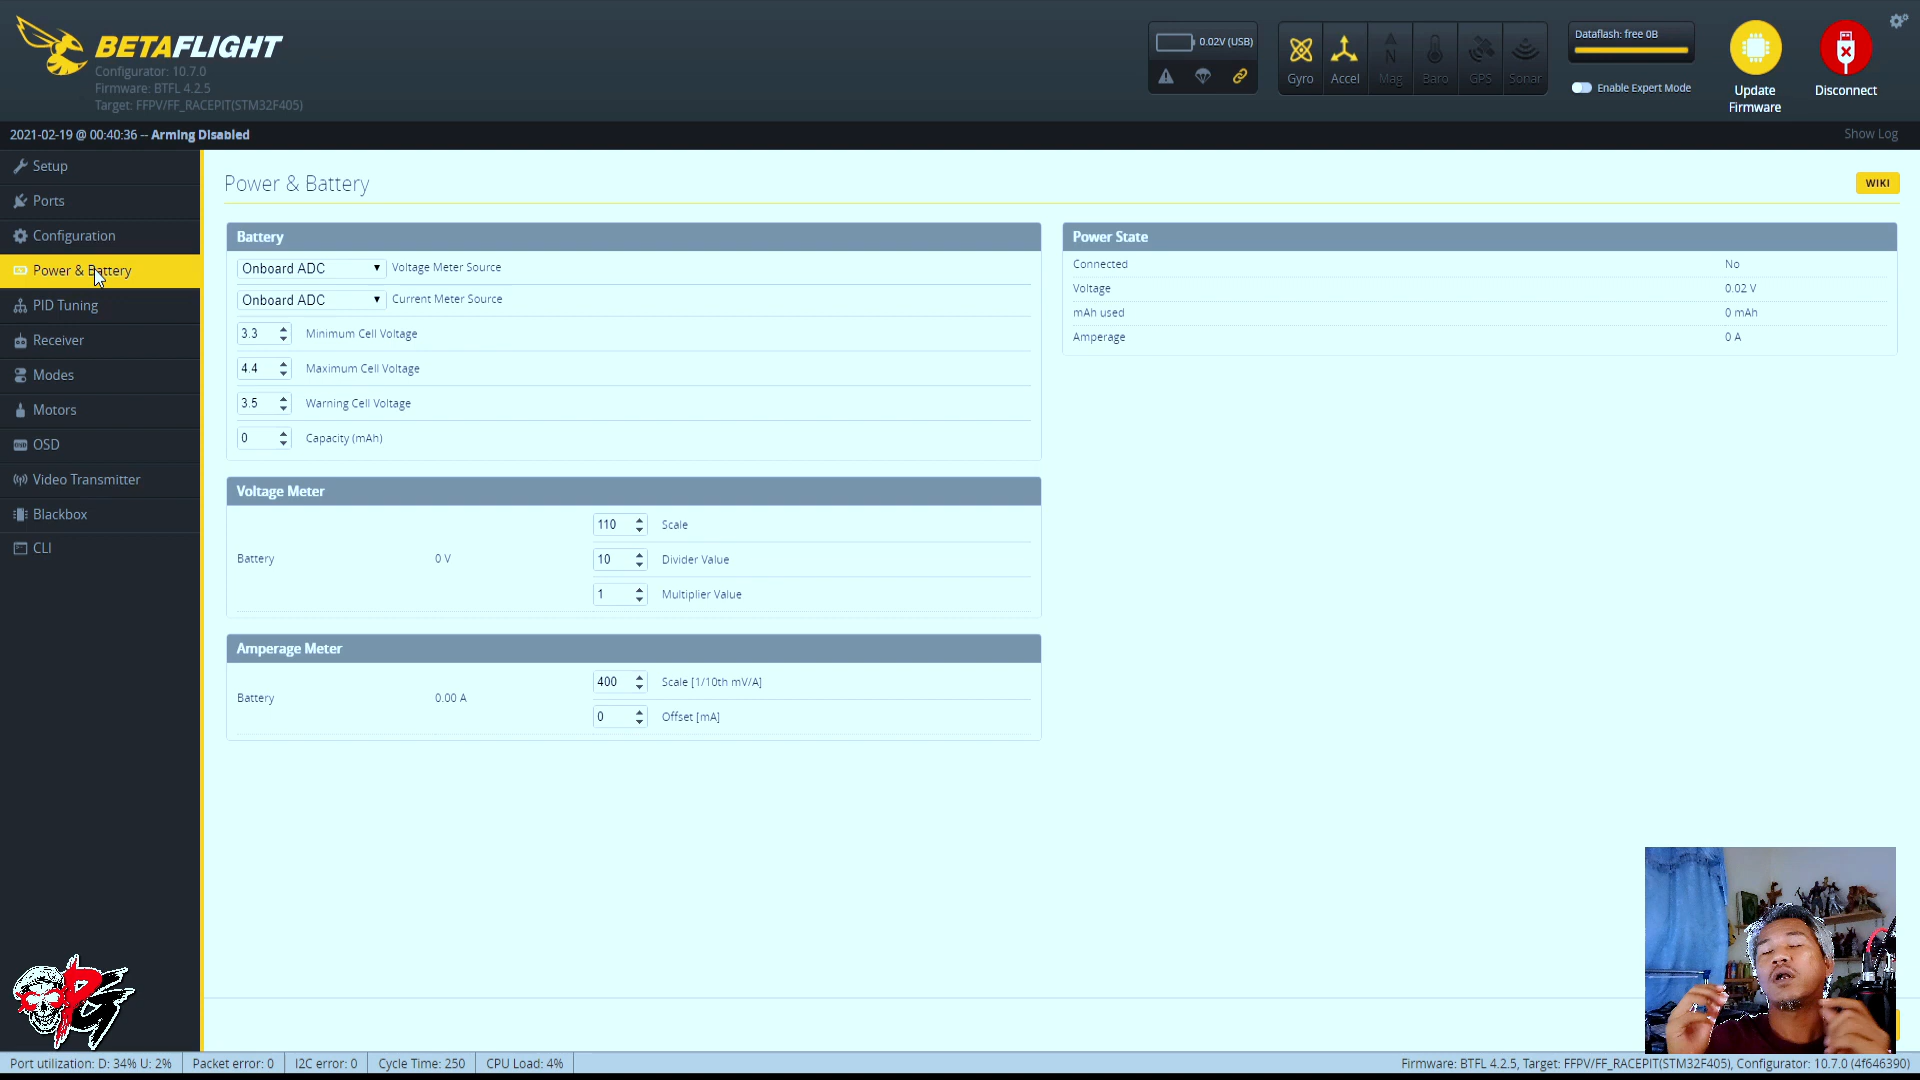 BETAFLIGHT
Configurator: 10.7.0
Firmware: BTFL 4.2.5
Target: FFPV/FF_RACEPIT(STM32F405)
0.02V (USB)
Gyro
Accel
Mag
Baro
GPS
Sonar
Dataflash: free 0B
Enable Expert Mode
Update
Firmware
Disconnect
2021-02-19 @ 00:40:36 -- Arming Disabled
Show Log
Setup
Ports
Configuration
Power & Battery
PID Tuning
Receiver
Modes
Motors
OSD
Video Transmitter
Blackbox
CLI
Power & Battery
WIKI
Battery
Onboard ADC Voltage Meter Source
Onboard ADC Current Meter Source
3.3 Minimum Cell Voltage
4.4 Maximum Cell Voltage
3.5 Warning Cell Voltage
0 Capacity (mAh)
Power State
Connected No
Voltage 0.02 V
mAh used 0 mAh
Amperage 0 A
Voltage Meter
110 Scale
Battery 0 V 10 Divider Value
1 Multiplier Value
Amperage Meter
400 Scale [1/10th mV/A]
Battery 0.00 A
0 Offset [mA]
Port utilization: D: 34% U: 2% Packet error: 0 I2C error: 0 Cycle Time: 250 CPU Load: 4%
Firmware: BTFL 4.2.5, Target: FFPV/FF_RACEPIT(STM32F405), Configurator: 10.7.0 (4f646390)